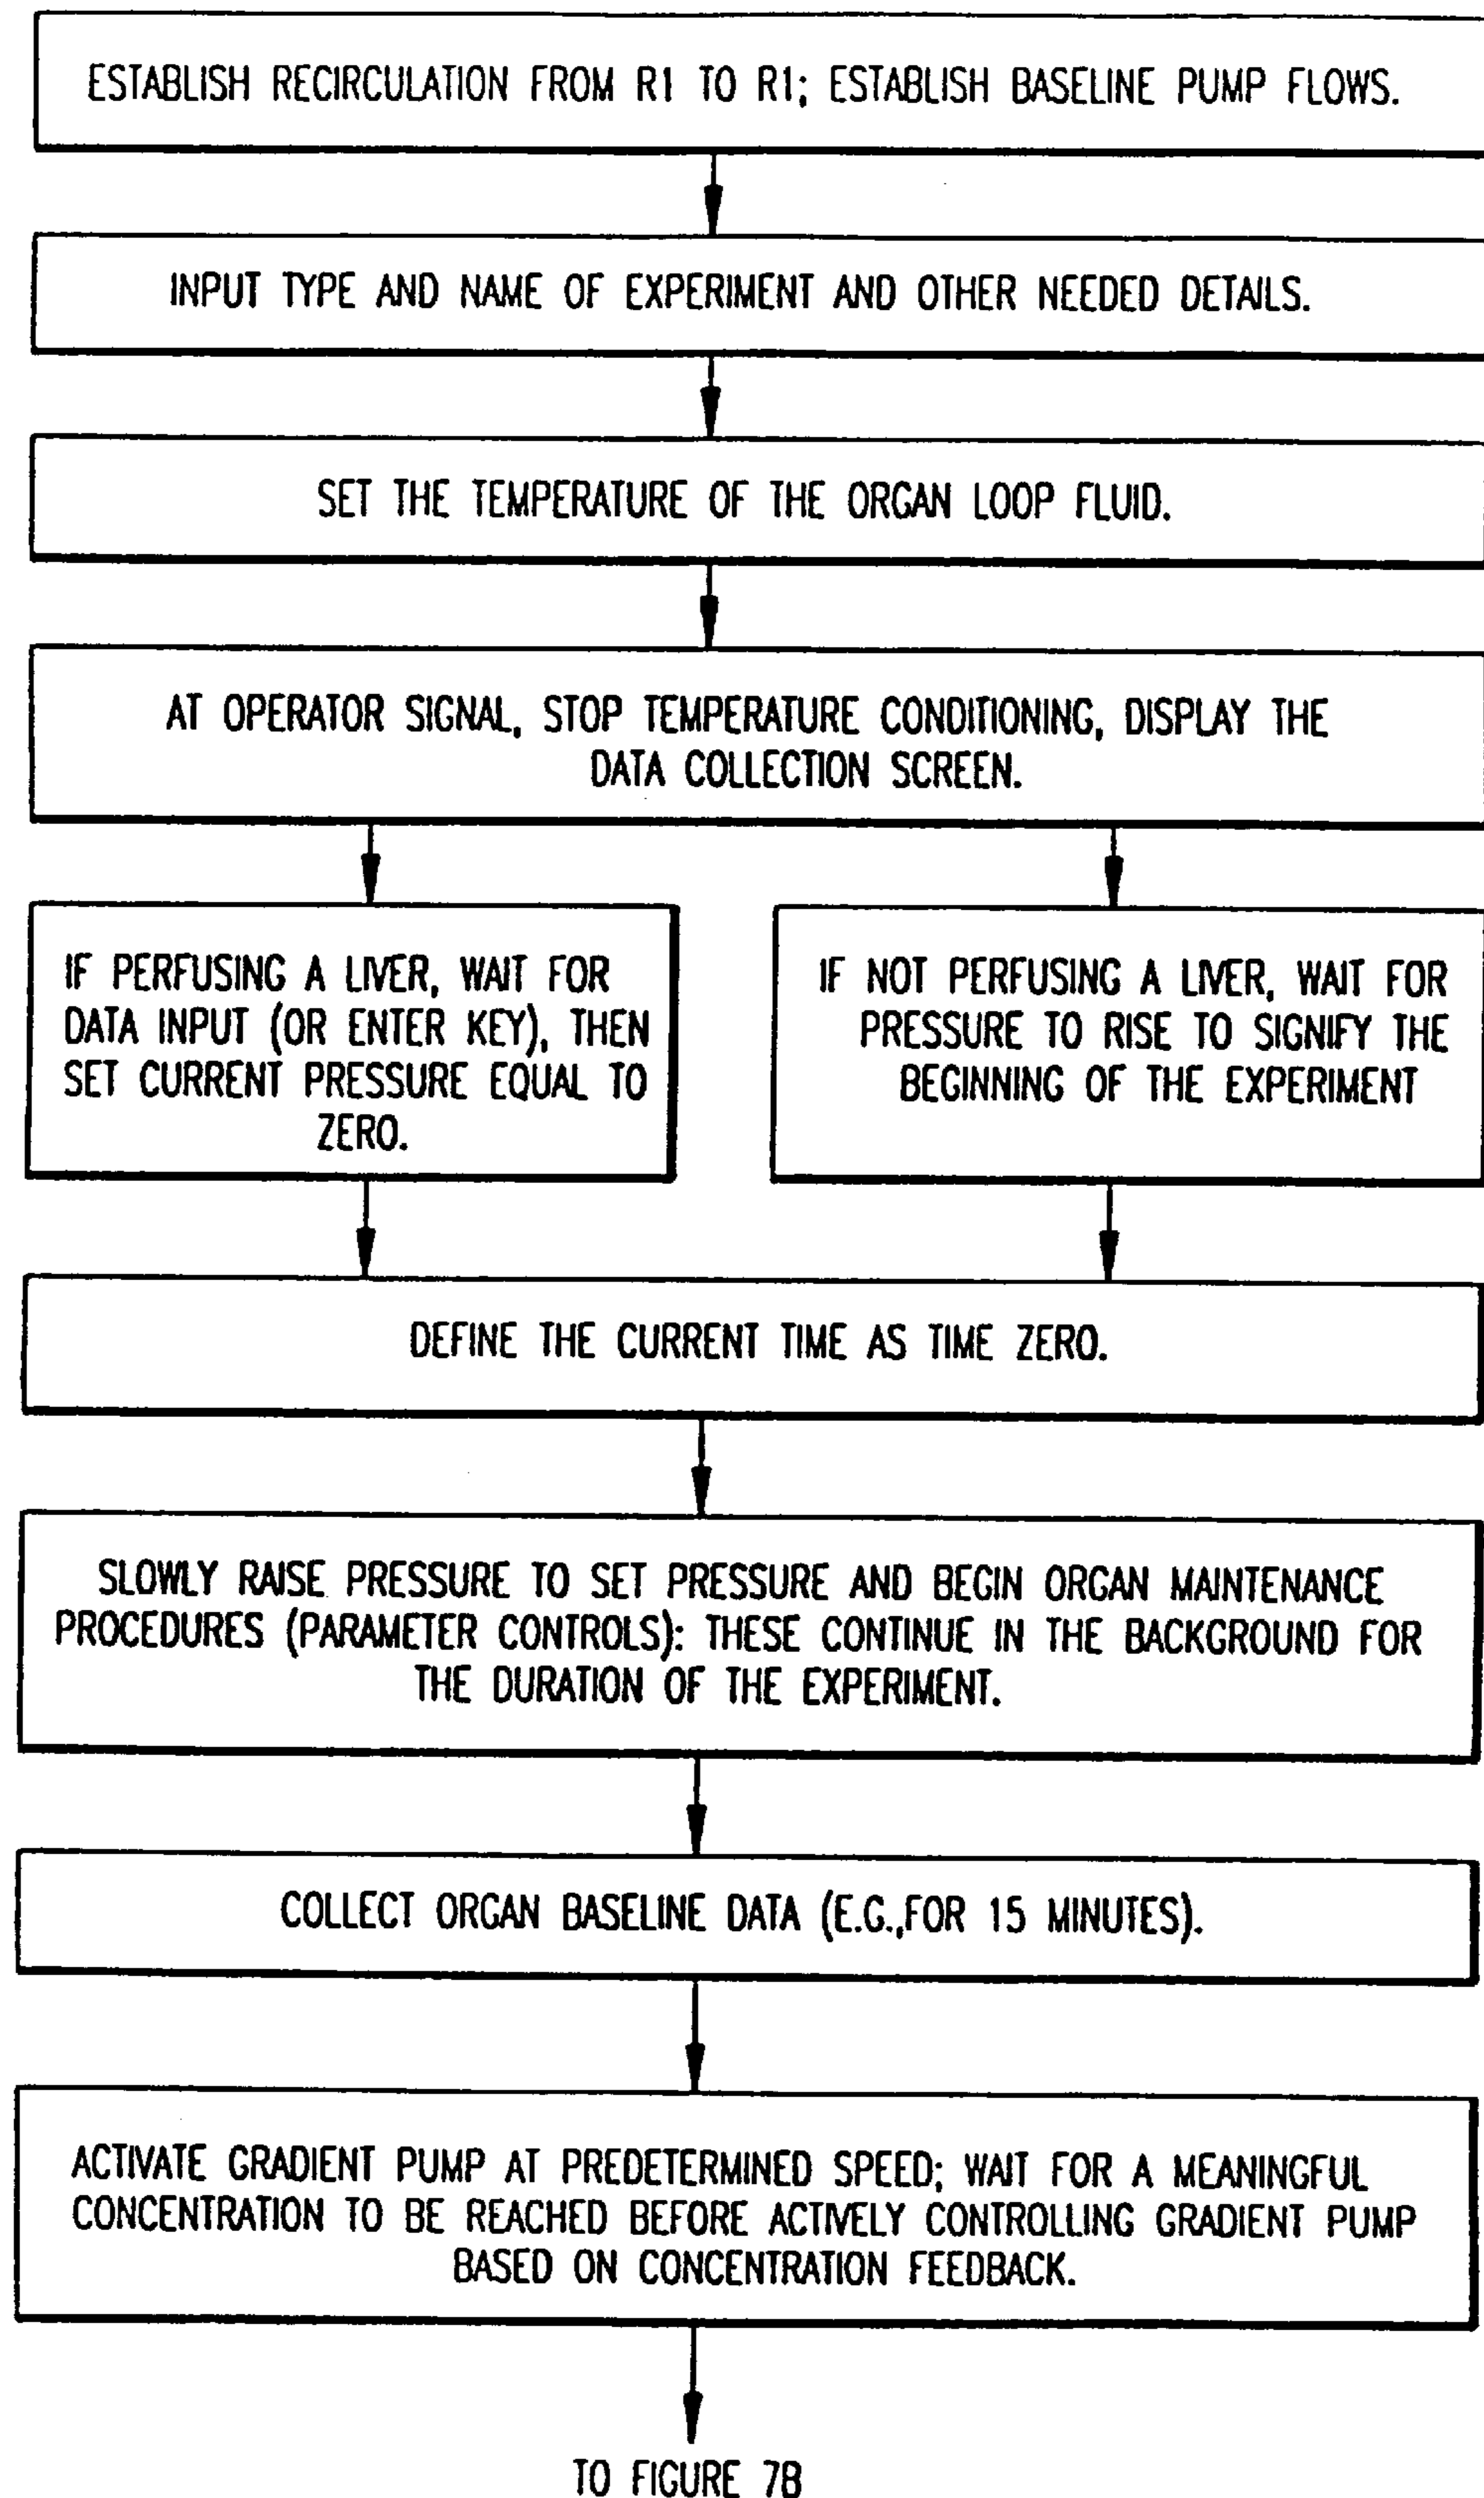 ESTABLISH RECIRCULATION FROM R1 TO R1; ESTABLISH BASELINE PUMP FLOWS.
INPUT TYPE AND NAME OF EXPERIMENT AND OTHER NEEDED DETAILS.
SET THE TEMPERATURE OF THE ORGAN LOOP FLUID.
AT OPERATOR SIGNAL, STOP TEMPERATURE CONDITIONING, DISPLAY THE
DATA COLLECTION SCREEN.
IF PERFUSING A LIVER, WAIT FOR
DATA INPUT (OR ENTER KEY), THEN
SET CURRENT PRESSURE EQUAL TO
ZERO.
IF NOT PERFUSING A LIVER, WAIT FOR
PRESSURE TO RISE TO SIGNIFY THE
BEGINNING OF THE EXPERIMENT
DEFINE THE CURRENT TIME AS TIME ZERO.
SLOWLY RAISE PRESSURE TO SET PRESSURE AND BEGIN ORGAN MAINTENANCE
PROCEDURES (PARAMETER CONTROLS): THESE CONTINUE IN THE BACKGROUND FOR
THE DURATION OF THE EXPERIMENT.
COLLECT ORGAN BASELINE DATA (E.G.,FOR 15 MINUTES).
ACTIVATE GRADIENT PUMP AT PREDETERMINED SPEED; WAIT FOR A MEANINGFUL
CONCENTRATION TO BE REACHED BEFORE ACTIVELY CONTROLLING GRADIENT PUMP
BASED ON CONCENTRATION FEEDBACK.
TO FIGURE 7B